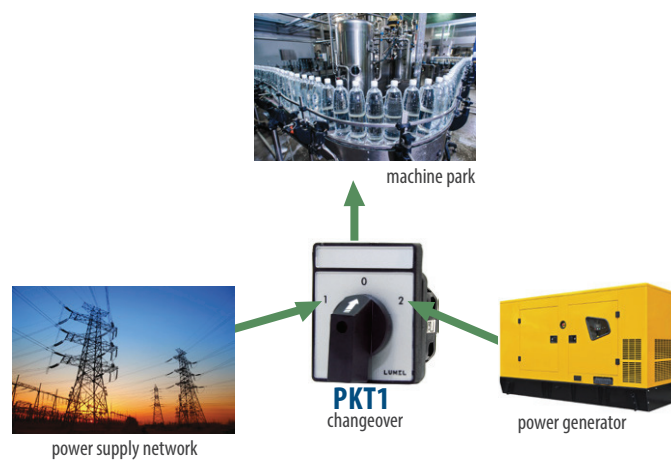 machine park
0
1
2
LUMEL
PKT1
changeover
power supply network
power generator